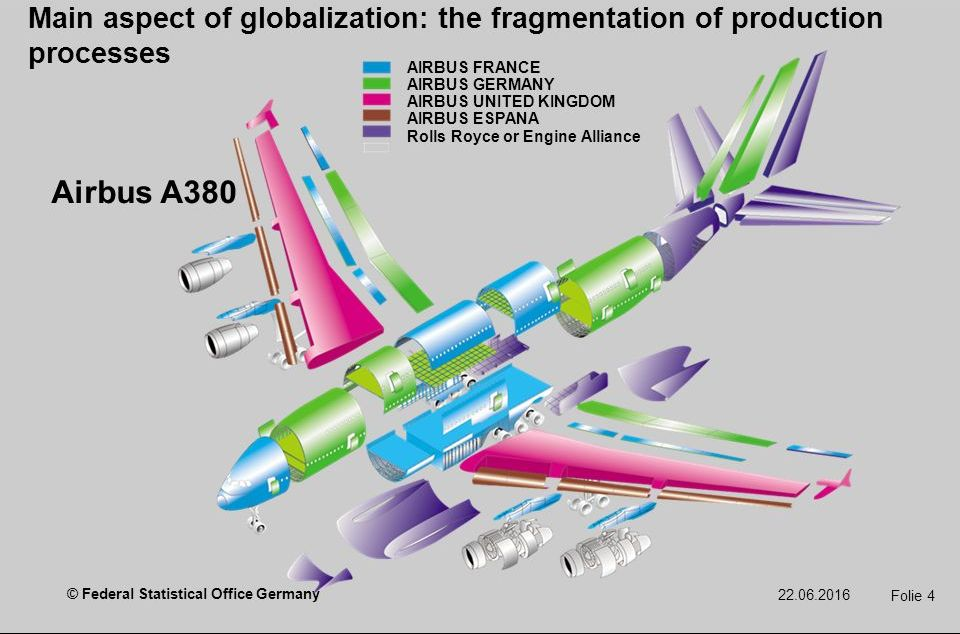 Main aspect of globalization: the fragmentation of production
processes
AIRBUS FRANCE
AIRBUS GERMANY
AIRBUS UNITED KINGDOM
AIRBUS ESPANA
Rolls Royce or Engine Alliance
Airbus A380
© Federal Statistical Office Germany
22.06.2016
Folie 4